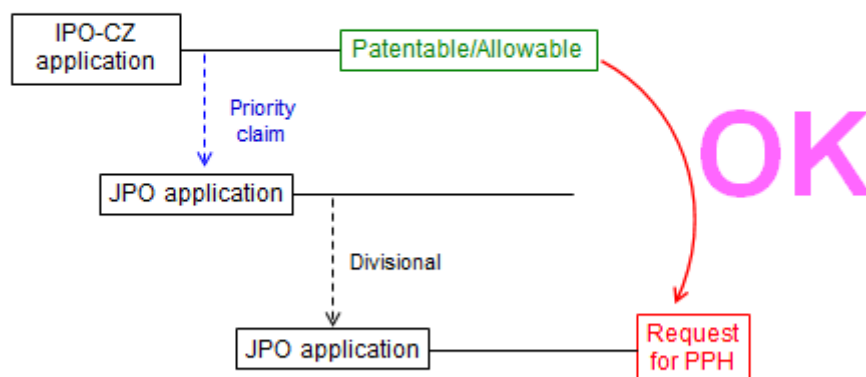 IPO-CZ
application
Patentable/Allowable
Priority
claim
OK
JPO application
Divisional
JPO application
Request
for PPH